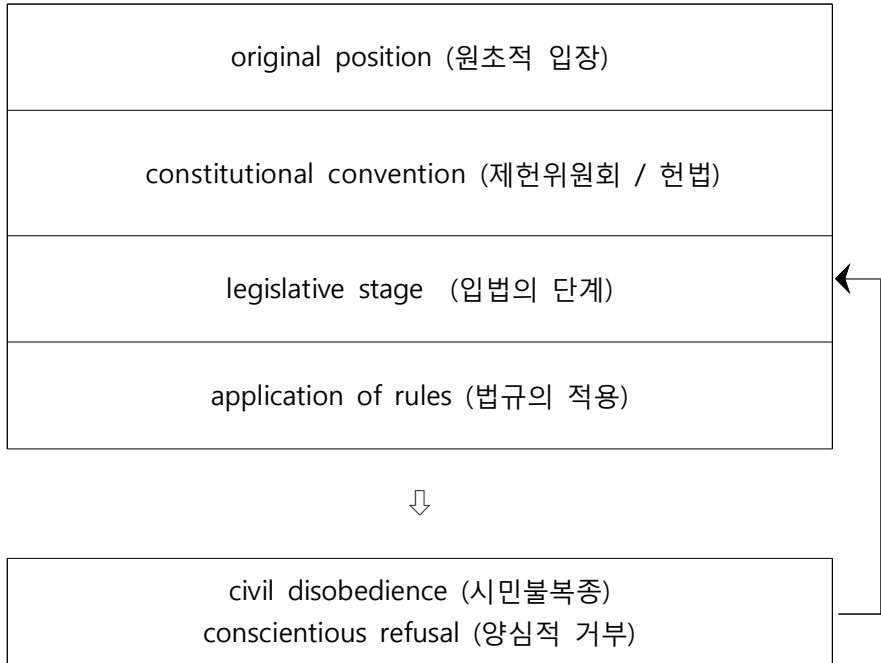 original position (원초적 입장)
constitutional convention (제헌위원회 / 헌법)
legislative stage (입법의 단계)
application of rules (법규의 적용)
civil disobedience (시민불복종)
conscientious refusal (양심적 거부)